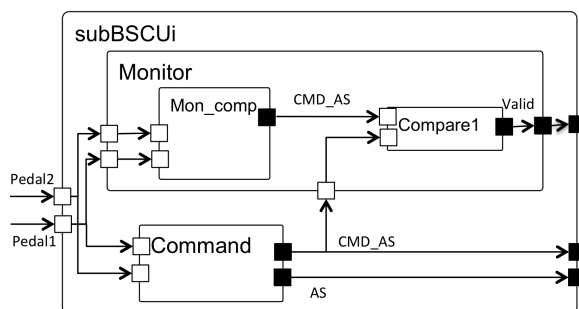 subBSCUi
Monitor
Mon_comp
CMD_AS
Valid
Compare1
Pedal2
Pedal1
Command
CMD_AS
AS